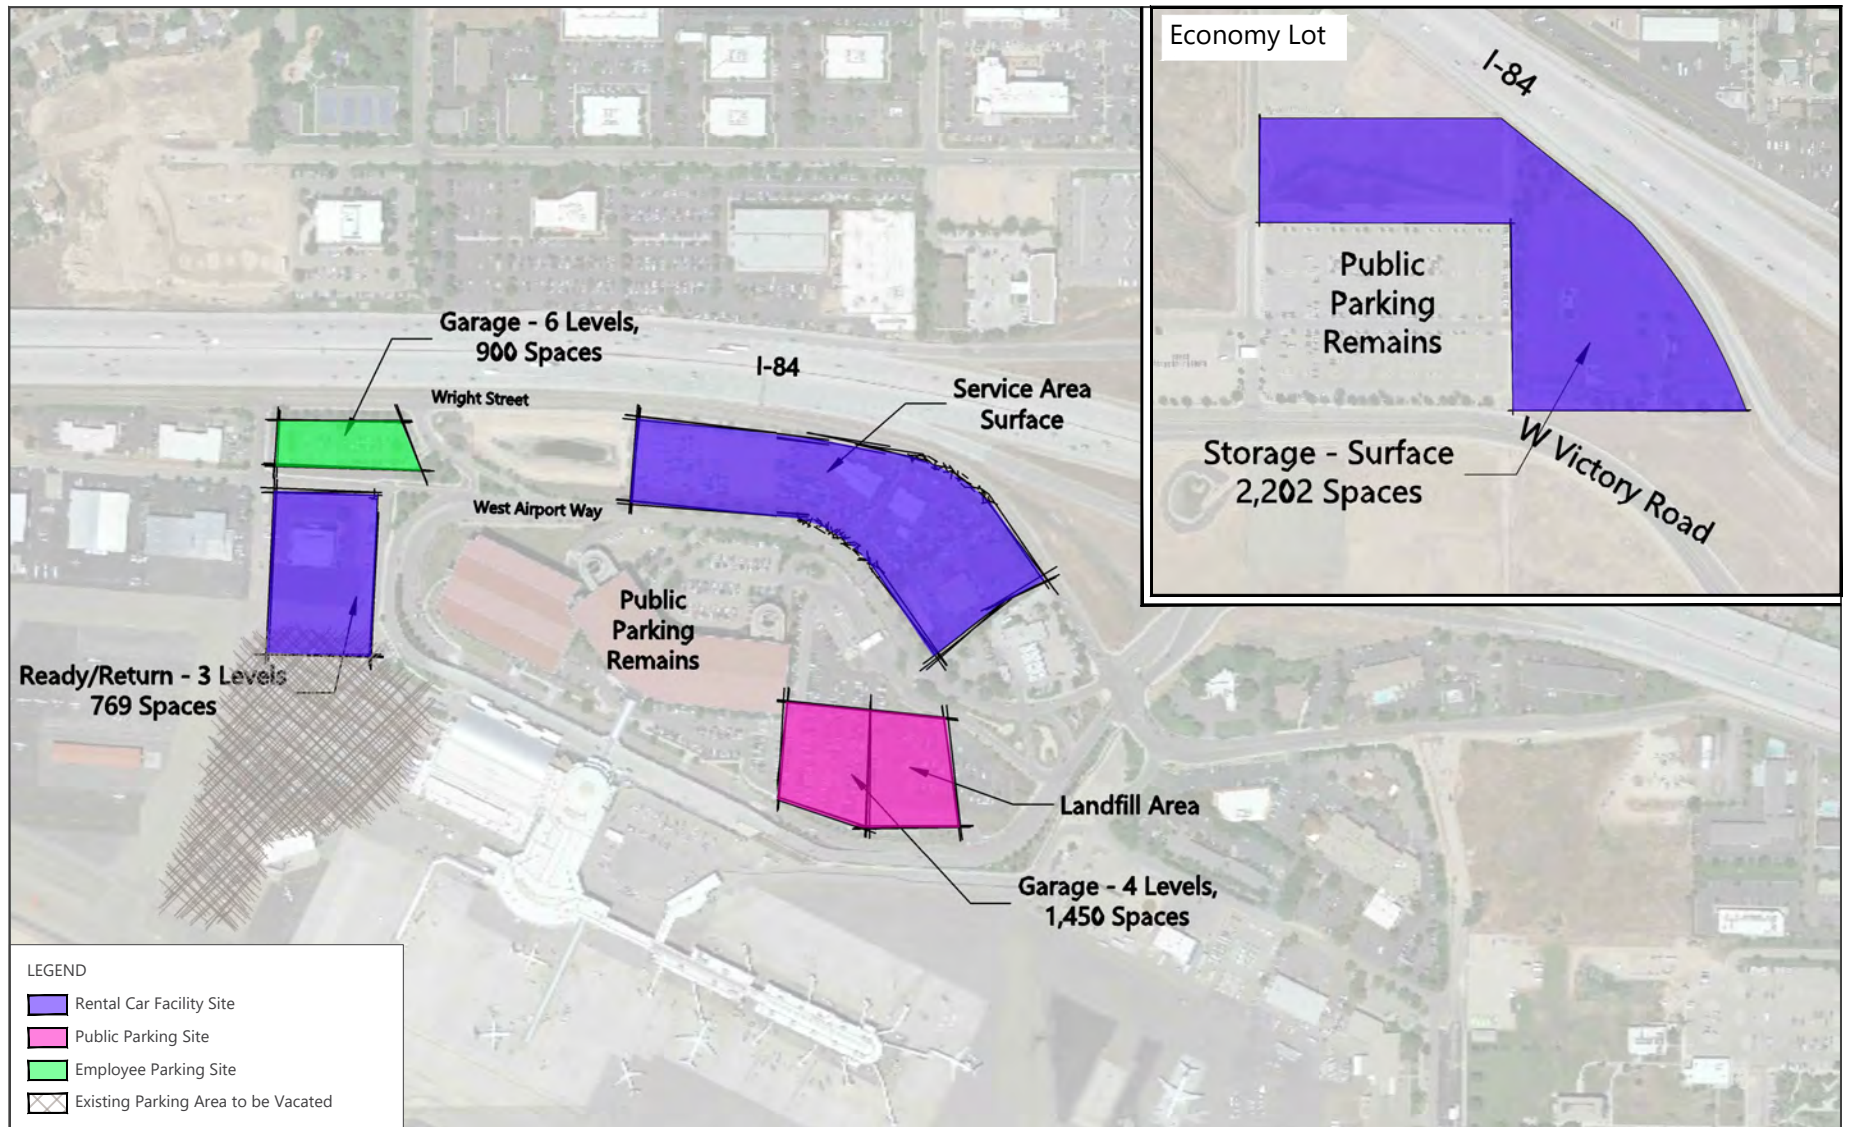 Economy Lot
I-84
Public
Parking
Remains
Storage - Surface
2,202 Spaces
W Victory Road
Garage - 6 Levels,
900 Spaces
I-84
Wright Street
Service Area
Surface
West Airport Way
Public
Parking
Remains
Ready/Return - 3 Levels
769 Spaces
Landfill Area
Garage - 4 Levels,
1,450 Spaces
LEGEND
Rental Car Facility Site
Public Parking Site
Employee Parking Site
Existing Parking Area to be Vacated